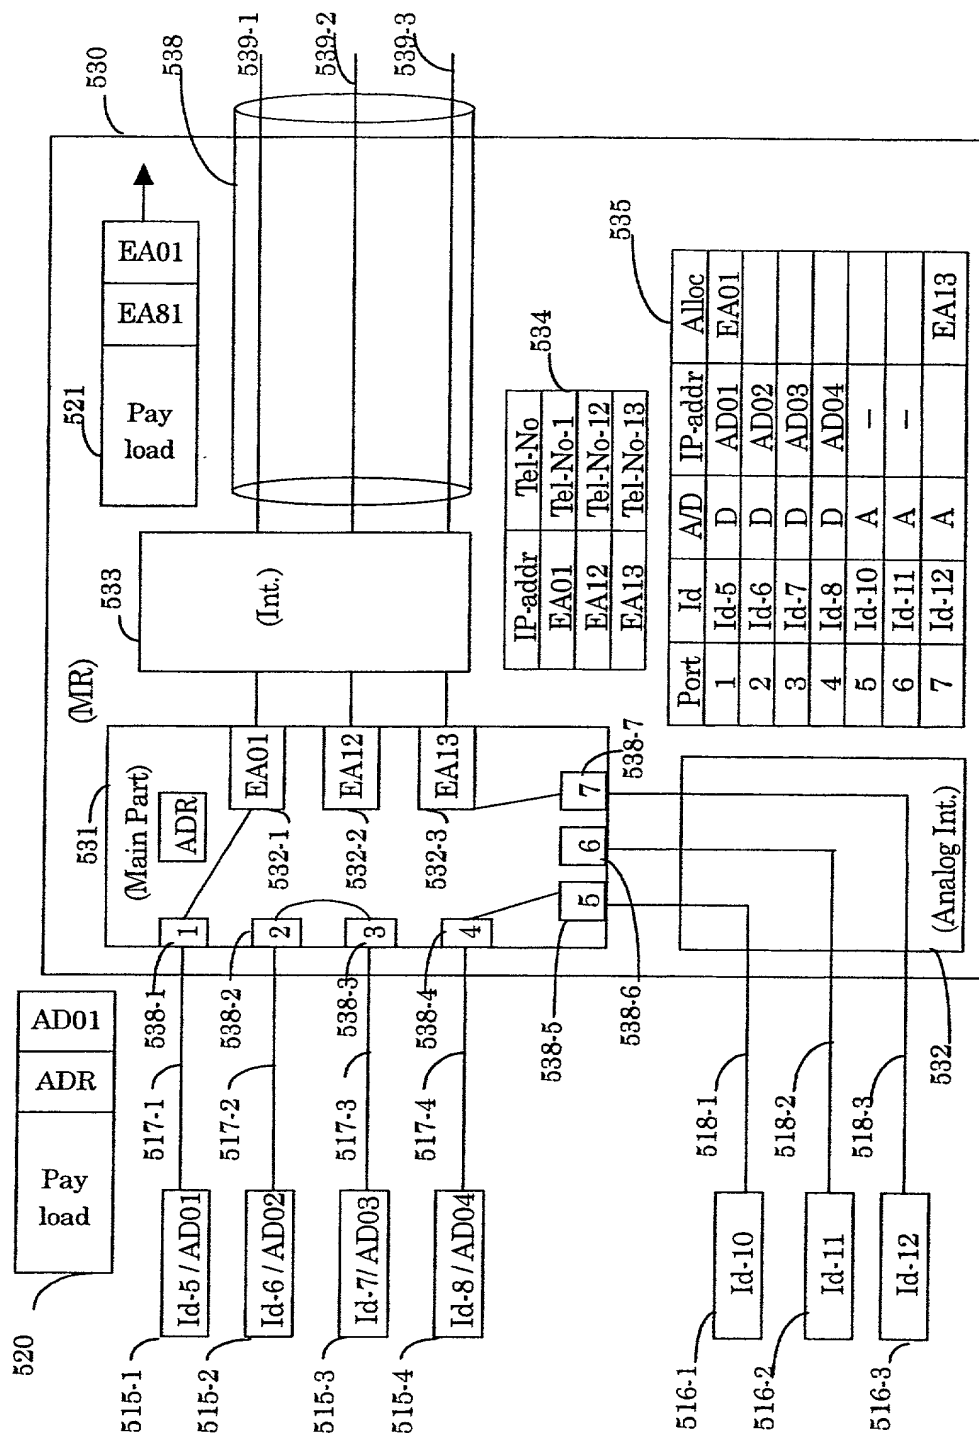 530
538
539-1
539-2
539-3
521
Pay load EA81 EA01
(MR)
533
(Int.)
534
IP-addr Tel-No
EA01 Tel-No-1
EA12 Tel-No-12
EA13 Tel-No-13
535
Port Id A/D IP-addr Alloc
1 Id-5 D AD01 EA01
2 Id-6 D AD02
3 Id-7 D AD03
4 Id-8 D AD04
5 Id-10 A –
6 Id-11 A –
7 Id-12 A EA13
531
(Main Part)
ADR
EA01
EA12
EA13
532-1
532-2
532-3
1
2
3
4
5
6
7
538-1
538-2
538-3
538-4
538-5
538-6
538-7
(Analog Int.)
532
520
Pay load ADR AD01
517-1
517-2
517-3
517-4
518-1
518-2
518-3
Id-5 / AD01
Id-6 / AD02
Id-7/ AD03
Id-8/ AD04
515-1
515-2
515-3
515-4
Id-10
Id-11
Id-12
516-1
516-2
516-3